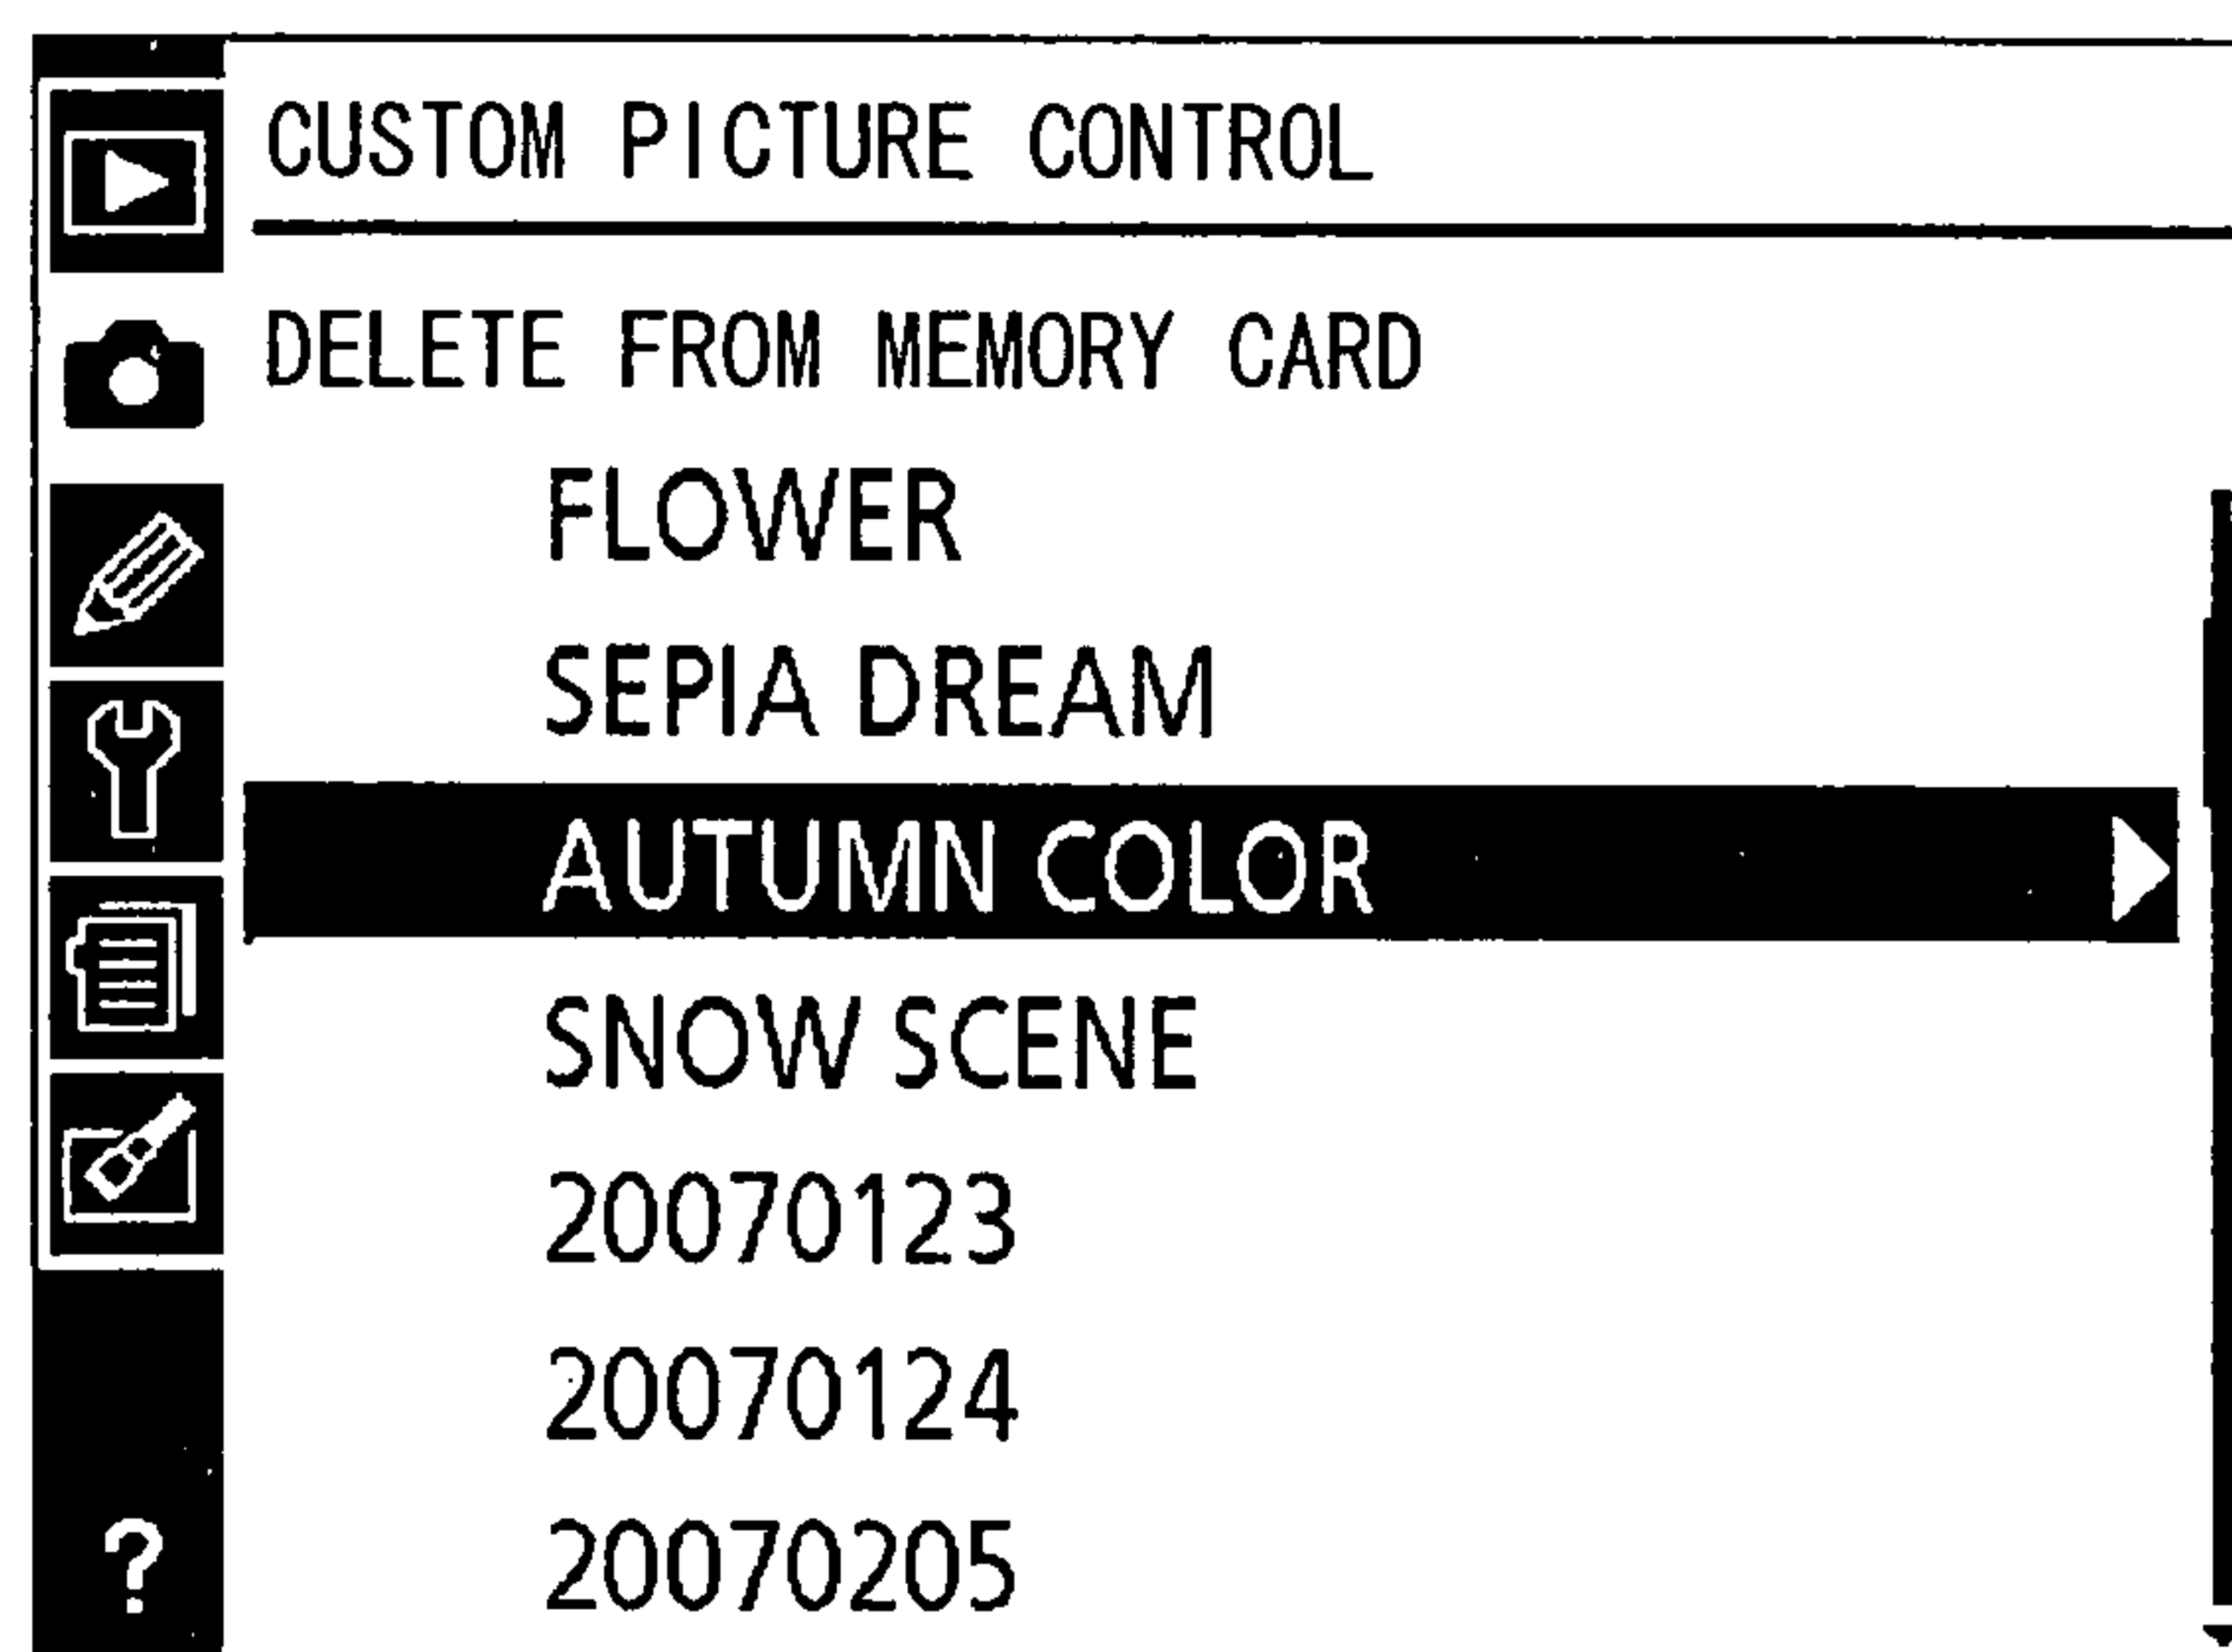 CUSTOM PICTURE CONTROL
DELETE FROM MEMORY CARD
FLOWER
SEPIA DREAM
AUTUMN COLOR
SNOW SCENE
20070123
20070124
20070205
?